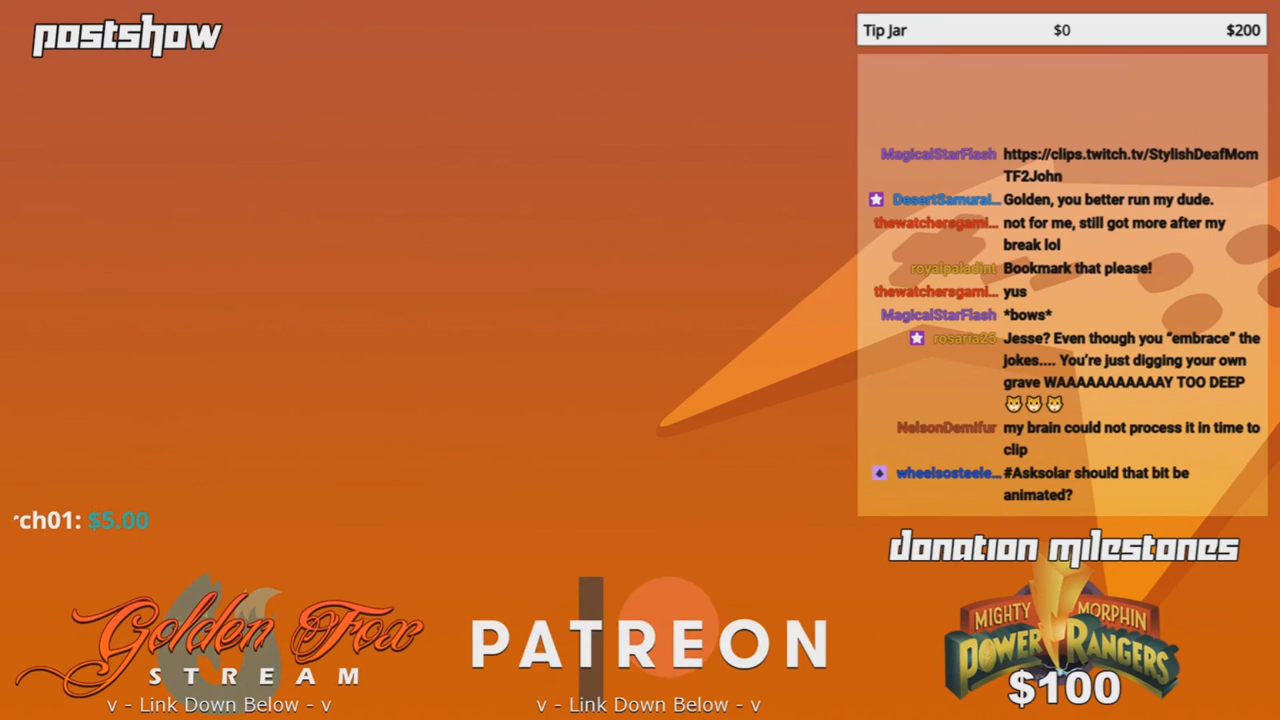 postshow
Tip Jar $0 $200
MagicalStarFlash https://clips.twitch.tv/StylishDeafMom
TF2John
DesertSamurai... Golden, you better run my dude.
thewatchersgami... not for me, still got more after my
break lol
royalpaladint Bookmark that please!
thewatchersgami... yus
MagicalStarFlash *bows*
rosaria25 Jesse? Even though you “embrace” the
jokes.... You’re just digging your own
grave WAAAAAAAAAAAY TOO DEEP
NelsonDemifur my brain could not process it in time to
clip
wheelsosteele... #Asksolar should that bit be
animated?
rch01: $5.00
donation milestones
Golden Fox
STREAM
v - Link Down Below - v
PATREON
v - Link Down Below - v
MIGHTY MORPHIN
POWER RANGERS
$100